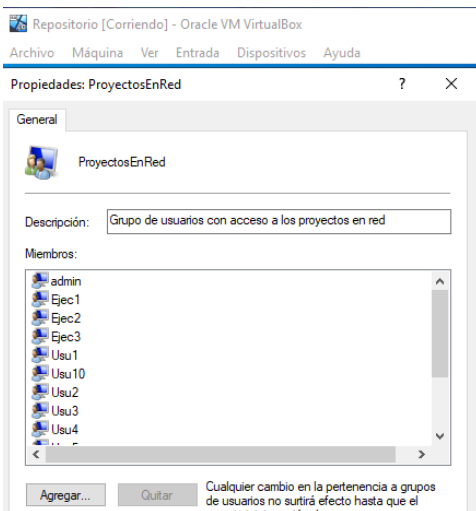 Repositorio [Corriendo] - Oracle VM VirtualBox
Archivo Máquina Ver Entrada Dispositivos Ayuda
Propiedades: ProyectosEnRed ? ×
General
ProyectosEnRed
Descripción: Grupo de usuarios con acceso a los proyectos en red
Miembros:
admin
Ejec1
Ejec2
Ejec3
Usu1
Usu10
Usu2
Usu3
Usu4
Agregar... Quitar Cualquier cambio en la pertenencia a grupos
de usuarios no surtirá efecto hasta que el